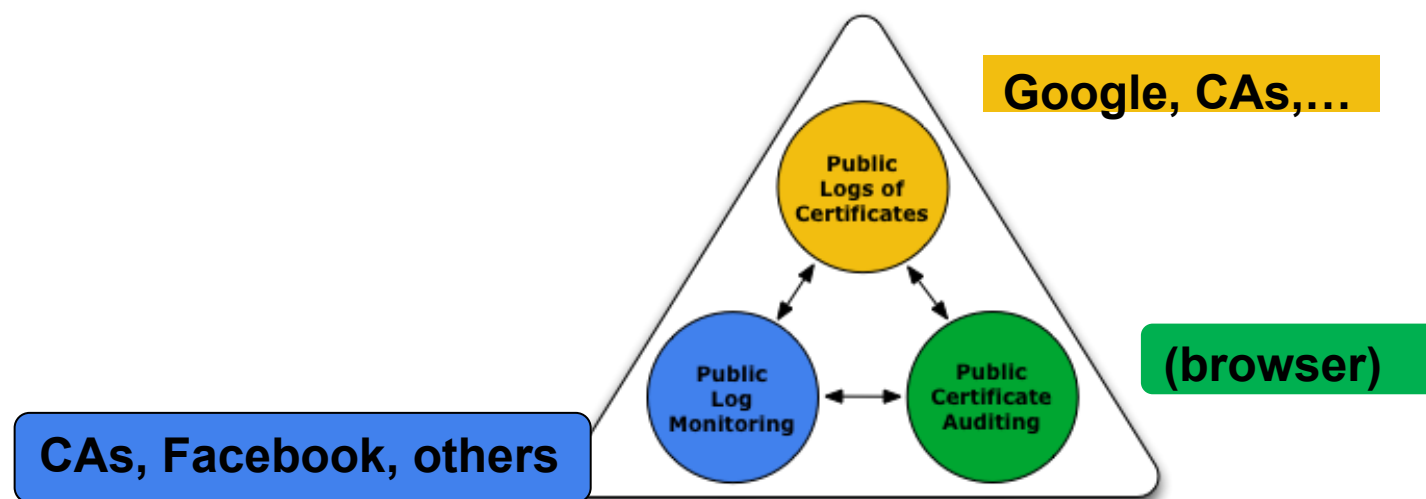 Google, CAs,…
Public
Logs of
Certificates
(browser)
Public
Log
Monitoring
Public
Certificate
Auditing
CAs, Facebook, others